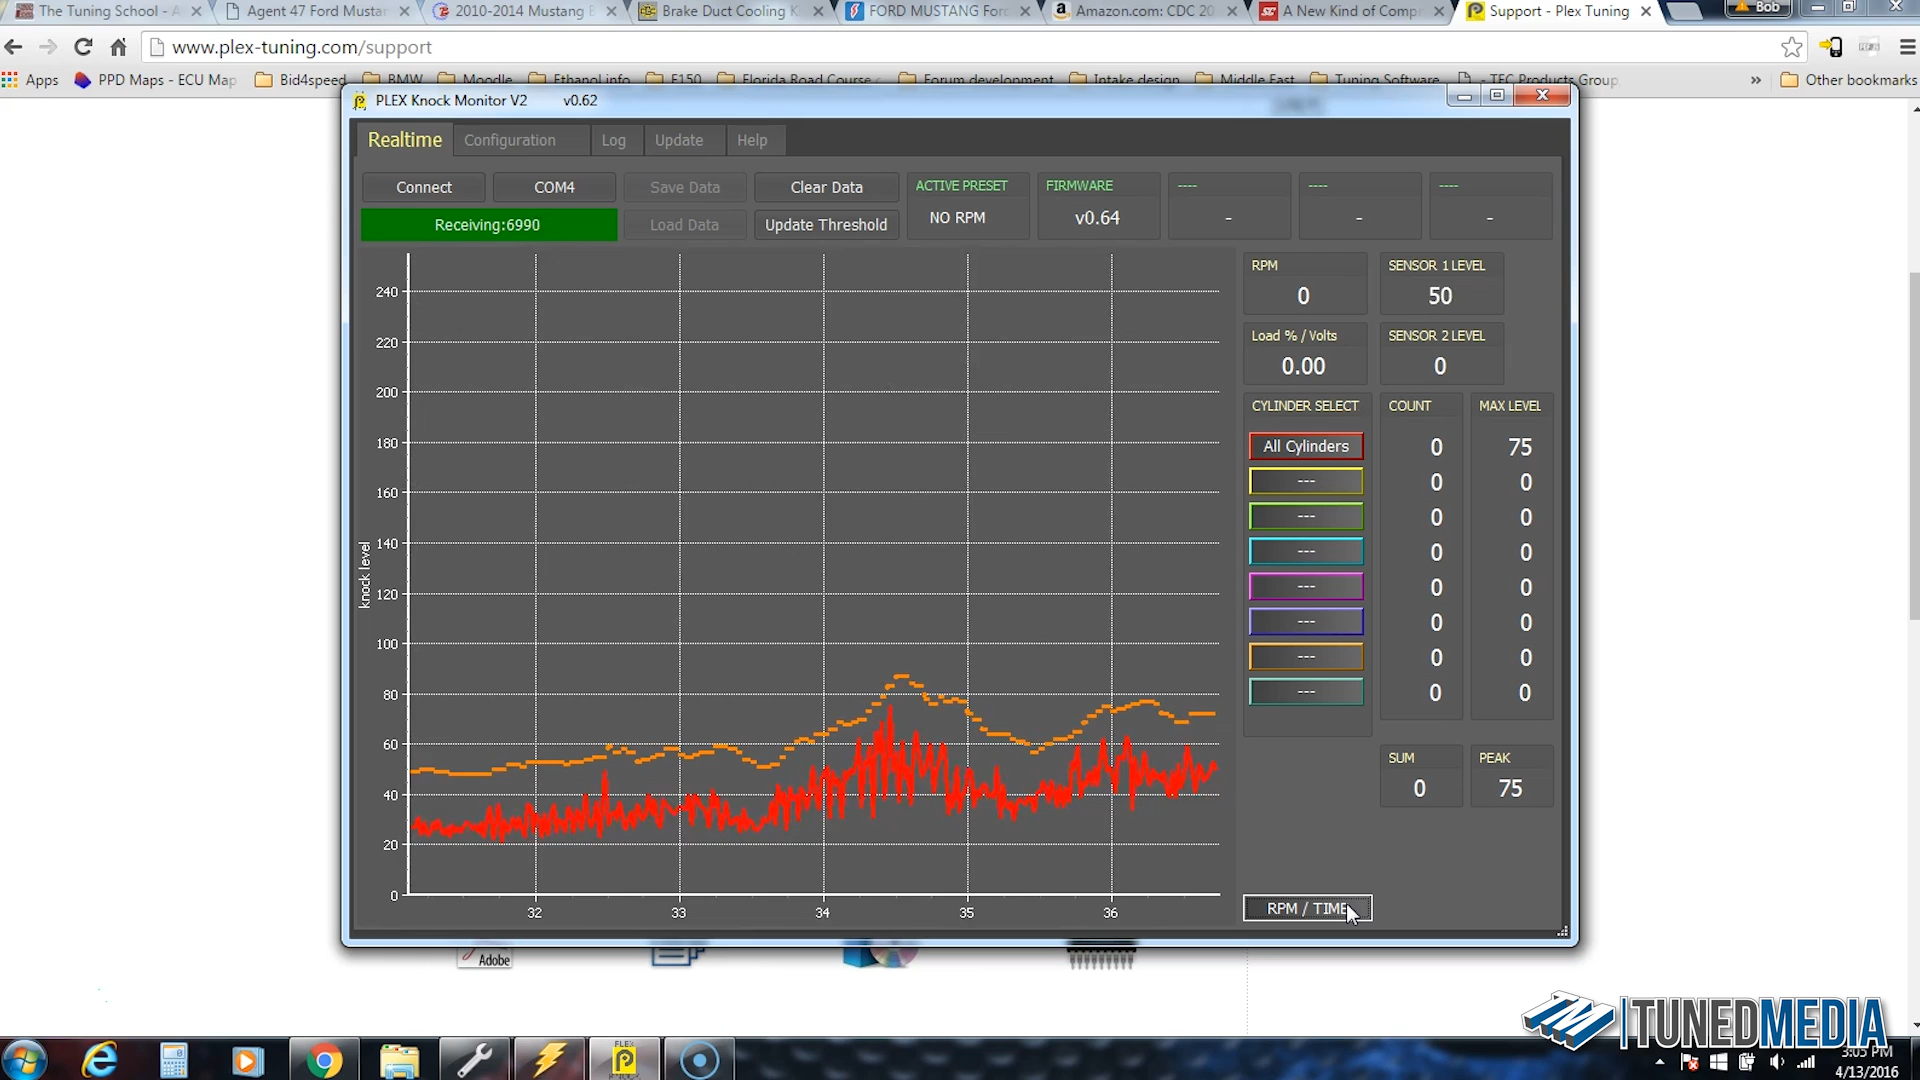 The Tuning School - A
Agent 47 Ford Mustan
2010-2014 Mustang B
Brake Duct Cooling K
FORD MUSTANG For
Amazon.com: CDC 20
A New Kind of Compr
Support - Plex Tuning
Bob
www.plex-tuning.com/support
Apps
PPD Maps - ECU Map
Bid4speed
BMW
Moodle
Ethanol info
F150
Florida Road Course
Forum development
Intake design
Middle East
Tuning Software
- TEC Products Group
»
Other bookmarks
PLEX Knock Monitor V2 v0.62
Realtime
Configuration
Log
Update
Help
Connect
COM4
Save Data
Clear Data
Receiving:6990
Load Data
Update Threshold
ACTIVE PRESET
NO RPM
FIRMWARE
v0.64
----
-
----
-
----
-
knock level
240
220
200
180
160
140
120
100
80
60
40
20
0
32
33
34
35
36
RPM
0
SENSOR 1 LEVEL
50
Load % / Volts
0.00
SENSOR 2 LEVEL
0
CYLINDER SELECT COUNT MAX LEVEL
All Cylinders 0 75
--- 0 0
--- 0 0
--- 0 0
--- 0 0
--- 0 0
--- 0 0
--- 0 0
SUM
0
PEAK
75
RPM / TIME
Adobe
TM|TUNEDMEDIA
3:05 PM
4/13/2016